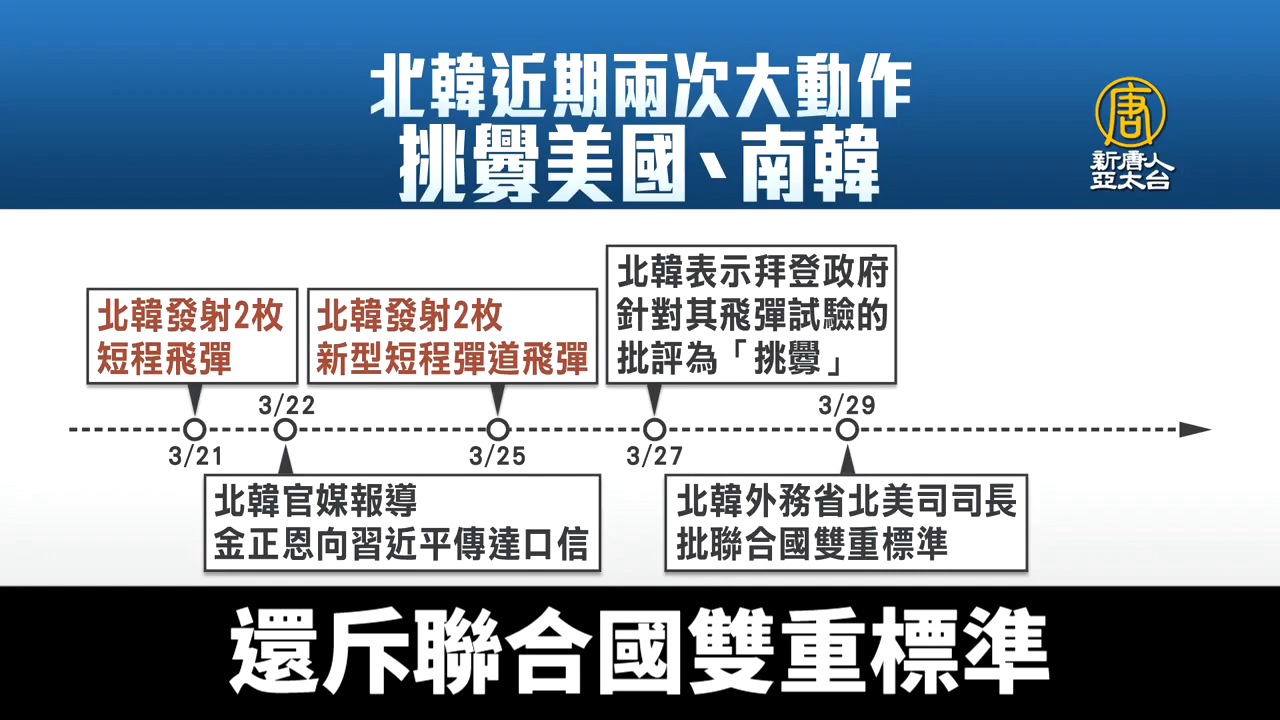 北韓近期兩次大動作
挑釁美國、南韓
唐
新唐人
亞太台
北韓發射2枚
短程飛彈
北韓發射2枚
新型短程彈道飛彈
北韓表示拜登政府
針對其飛彈試驗的
批評為「挑釁」
3/22
3/29
3/21
3/25
3/27
北韓官媒報導
金正恩向習近平傳達口信
北韓外務省北美司司長
批聯合國雙重標準
還斥聯合國雙重標準